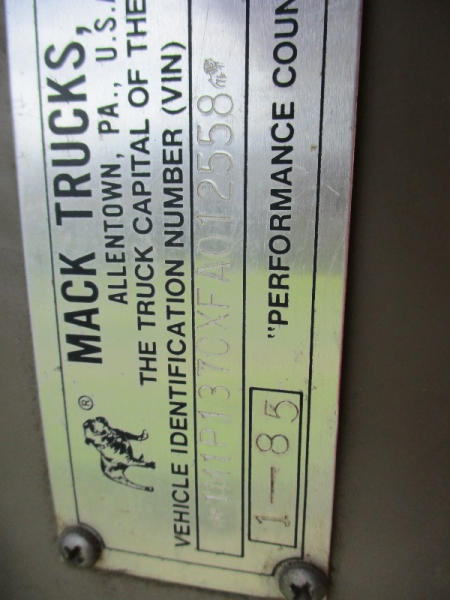 MACK TRUCKS,
ALLENTOWN, PA., U.S.A
THE TRUCK CAPITAL OF THE
®
VEHICLE IDENTIFICATION NUMBER (VIN)
1M1P137CXFA012558
1-85
"PERFORMANCE COUN